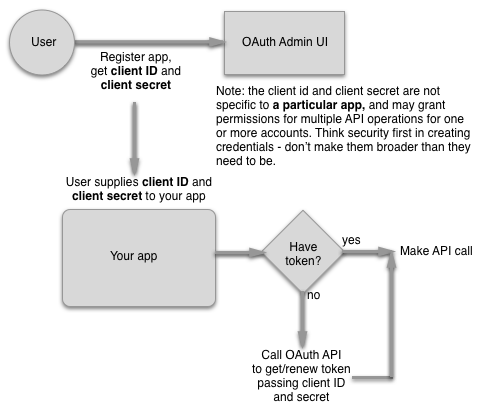 User
OAuth Admin UI
Register app,
get client ID and
client secret
Note: the client id and client secret are not
specific to a particular app, and may grant
permissions for multiple API operations for one
or more accounts. Think security first in creating
credentials - don't make them broader than they
need to be.
User supplies client ID and
client secret to your app
Your app
Have
token?
yes
Make API call
no
Call OAuth API
to get/renew token
passing client ID
and secret